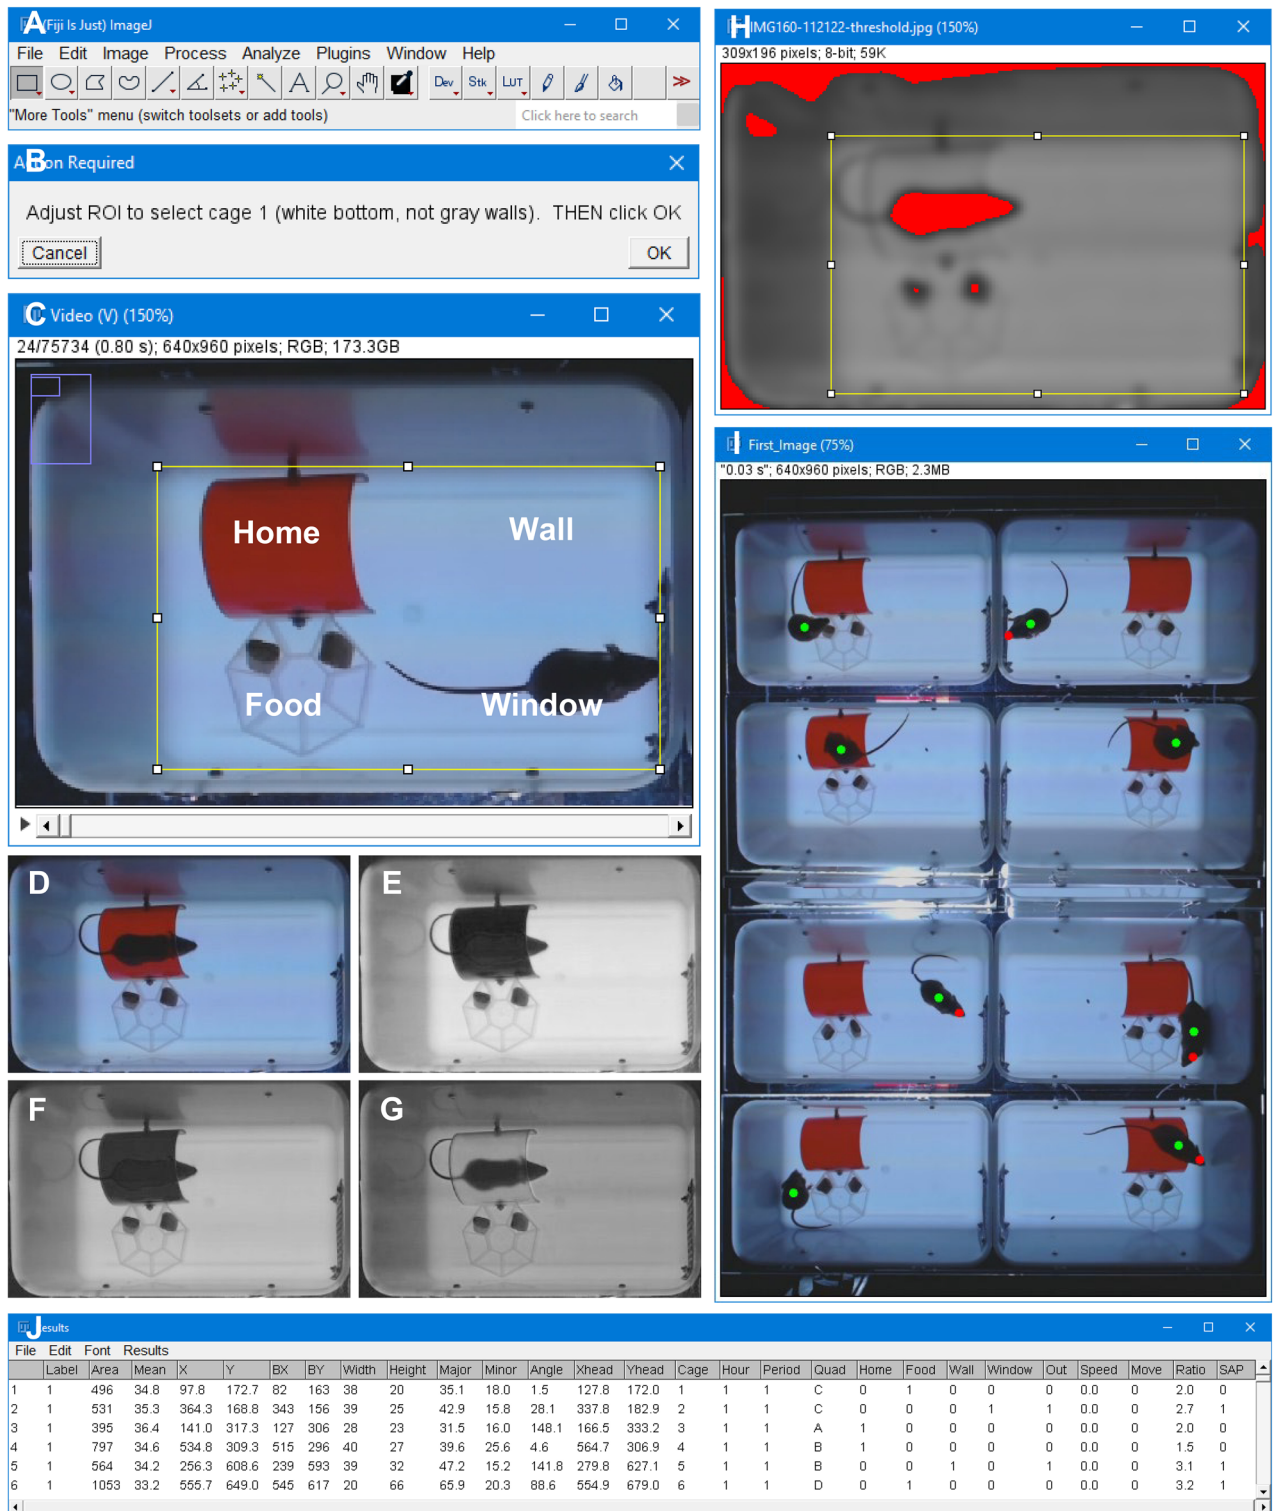 A (Fiji Is Just) ImageJ
File Edit Image Process Analyze Plugins Window Help
Dev Stk LUT
"More Tools" menu (switch toolsets or add tools) Click here to search
B
on Required
Adjust ROI to select cage 1 (white bottom, not gray walls). THEN click OK
Cancel OK
C Video (V) (150%)
24/75734 (0.80 s); 640x960 pixels; RGB; 173.3GB
Home Wall
Food Window
D E
F G
H IMG160-112122-threshold.jpg (150%)
309x196 pixels; 8-bit; 59K
I First_Image (75%)
"0.03 s"; 640x960 pixels; RGB; 2.3MB
J esults
File Edit Font Results
Label Area Mean X Y BX BY Width Height Major Minor Angle Xhead Yhead Cage Hour Period Quad Home Food Wall Window Out Speed Move Ratio SAP
1 1 496 34.8 97.8 172.7 82 163 38 20 35.1 18.0 1.5 127.8 172.0 1 1 1 C 0 1 0 0 0 0.0 0.0 2.0 0
2 1 531 35.3 364.3 168.8 343 156 39 25 42.9 15.8 28.1 337.8 182.9 2 1 1 C 0 0 0 1 1 0.0 0.0 2.7 1
3 1 395 36.4 141.0 317.3 127 306 28 23 31.5 16.0 148.1 166.5 333.2 3 1 1 A 1 0 0 0 0 0.0 0.0 2.0 0
4 1 797 34.6 534.8 309.3 515 296 40 27 39.6 25.6 4.6 564.7 306.9 4 1 1 B 1 0 0 0 0 0.0 0.0 1.5 0
5 1 564 34.2 256.3 608.6 239 593 39 32 47.2 15.2 141.8 279.8 627.1 5 1 1 B 0 0 1 0 1 0.0 0.0 3.1 1
6 1 1053 33.2 555.7 649.0 545 617 20 66 65.9 20.3 88.6 554.9 679.0 6 1 1 D 0 1 0 0 0 0.0 0.0 3.2 1